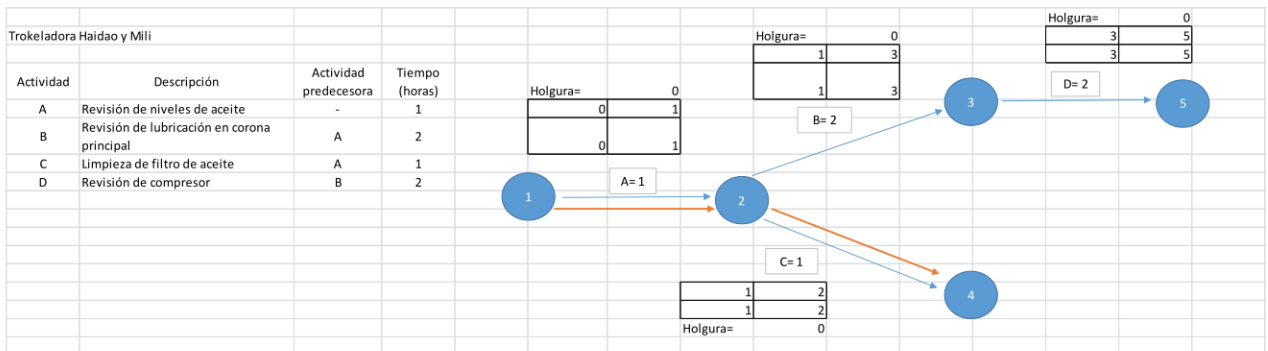 Trokeladora Haidao y Mili
Actividad Descripción Actividad predecesora Tiempo (horas)
A Revisión de niveles de aceite - 1
B Revisión de lubricación en corona principal A 2
C Limpieza de filtro de aceite A 1
D Revisión de compresor B 2
Holgura= 0
0 1
0 1
Holgura= 0
1 3
1 3
Holgura= 0
3 5
3 5
1
A= 1
2
B= 2
3
D= 2
5
C= 1
4
1 2
1 2
Holgura= 0